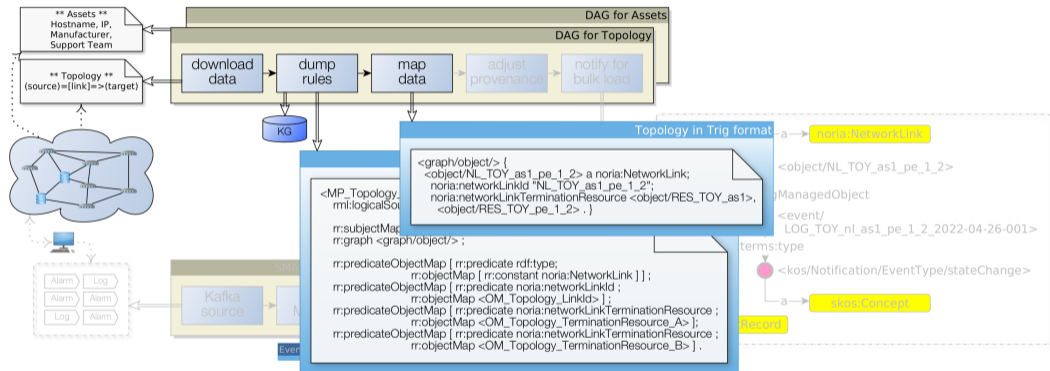 ** Assets **
Hostname, IP,
Manufacturer,
Support Team
** Topology **
(source)=[link]=>(target)
DAG for Assets
DAG for Topology
download
data
dump
rules
map
data
adjust
provenance
notify for
bulk load
KG
Topology in Trig format
<graph/object/> {
<object/NL_TOY_as1_pe_1_2> a noria:NetworkLink;
noria:networkLinkId "NL_TOY_as1_pe_1_2";
noria:networkLinkTerminationResource <object/RES_TOY_as1>,
<object/RES_TOY_pe_1_2> . }
<MP_Topology_
rml:logicalSou
rr:subjectMap
rr:graph <graph/object/> ;
rr:predicateObjectMap [ rr:predicate rdf:type;
rr:objectMap [ rr:constant noria:NetworkLink ] ] ;
rr:predicateObjectMap [ rr:predicate noria:networkLinkId ;
rr:objectMap <OM_Topology_LinkId> ] ;
rr:predicateObjectMap [ rr:predicate noria:networkLinkTerminationResource ;
rr:objectMap <OM_Topology_TerminationResource_A> ];
rr:predicateObjectMap [ rr:predicate noria:networkLinkTerminationResource ;
rr:objectMap <OM_Topology_TerminationResource_B> ] .
a
noria:NetworkLink
<object/NL_TOY_as1_pe_1_2>
gManagedObject
<event/
LOG_TOY_nl_as1_pe_1_2_2022-04-26-001>
terms:type
<kos/Notification/EventType/stateChange>
a
skos:Concept
Record
Alarm
Log
Alarm
Alarm
Log
Alarm
Kafka
source
M
Even